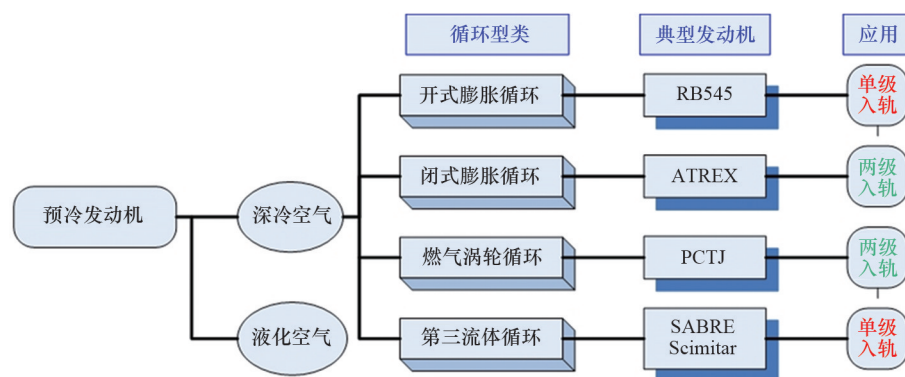 循环型类
典型发动机
应用
开式膨胀循环
RB545
单级
入轨
闭式膨胀循环
ATREX
两级
入轨
预冷发动机
深冷空气
燃气涡轮循环
PCTJ
两级
入轨
液化空气
第三流体循环
SABRE
Scimitar
单级
入轨